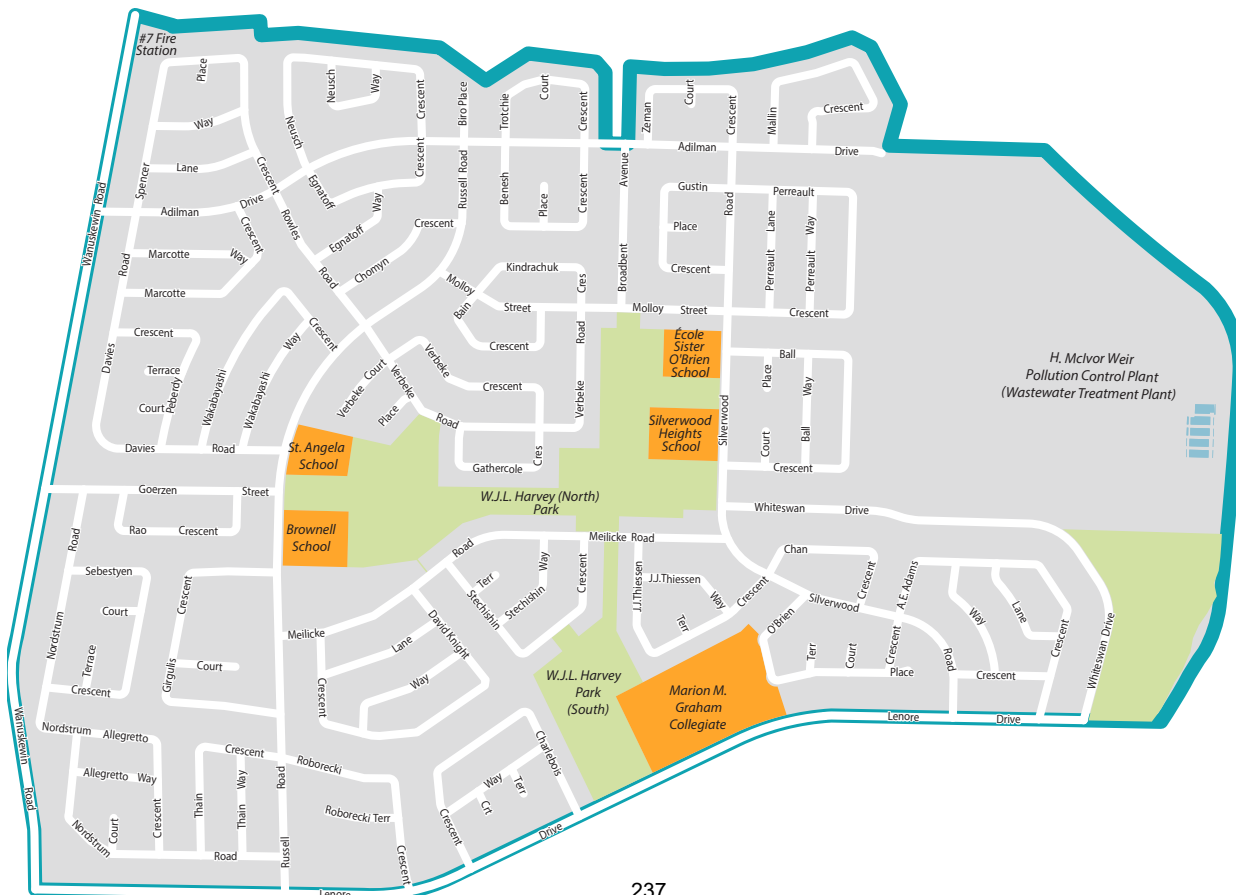 #7 Fire
Station
Place
Way
Lane
Spencer
Crescent
Wanuskewin Road
Adilman
Drive
Crescent
Rowles
Road
Marcotte
Way
Marcotte
Road
Davies
Crescent
Terrace
Court
Peberdy
Wakabayashi
Wakabayashi
Way
Crescent
Davies
Road
Neusch
Way
Crescent
Neusch
Egnatoff
Crescent
Egnatoff
Way
Chomyn
Crescent
Biro Place
Russell Road
Trotchie
Court
Crescent
Benesh
Place
Crescent
Avenue
Broadbent
Zeman
Court
Crescent
Mallin
Crescent
Adilman
Drive
Gustin
Place
Crescent
Road
Perreault
Perreault
Lane
Perreault
Way
Crescent
Molloy
Street
Kindrachuk
Cres
Bain
Crescent
Molloy
Street
Road
Verbeke
Verbeke
Crescent
Cres
Verbeke
Court
Place
Verbeke
Road
Gathercole
École
Sister
O'Brien
School
Silverwood
Heights
School
Silverwood
Ball
Place
Court
Ball
Way
Crescent
H. McIvor Weir
Pollution Control Plant
(Wastewater Treatment Plant)
St. Angela
School
Brownell
School
W.J.L. Harvey (North)
Park
Goerzen
Street
Rao
Crescent
Road
Nordstrum
Sebestyen
Court
Terrace
Crescent
Crescent
Court
Girgulis
Whiteswan
Drive
Meilicke
Road
Road
Meilicke
Terr
Stechishin
Stechishin
Way
Crescent
David Knight
Lane
Way
Crescent
J.J.Thiessen
J.J.Thiessen
Way
Terr
Crescent
Chan
Crescent
Silverwood
Road
O'Brien
Terr
Court
Crescent
Place
A.E. Adams
Way
Lane
Crescent
Crescent
Whiteswan Drive
W.J.L. Harvey
Park
(South)
Marion M.
Graham
Collegiate
Lenore
Drive
Wanuskewin
Road
Nordstrum
Allegretto
Allegretto
Way
Crescent
Court
Nordstrum
Road
Thain
Thain
Way
Crescent
Roborecki
Roborecki Terr
Crescent
Road
Russell
Charlebois
Way
Terr
Crt
Crescent
Drive
Lenore
237